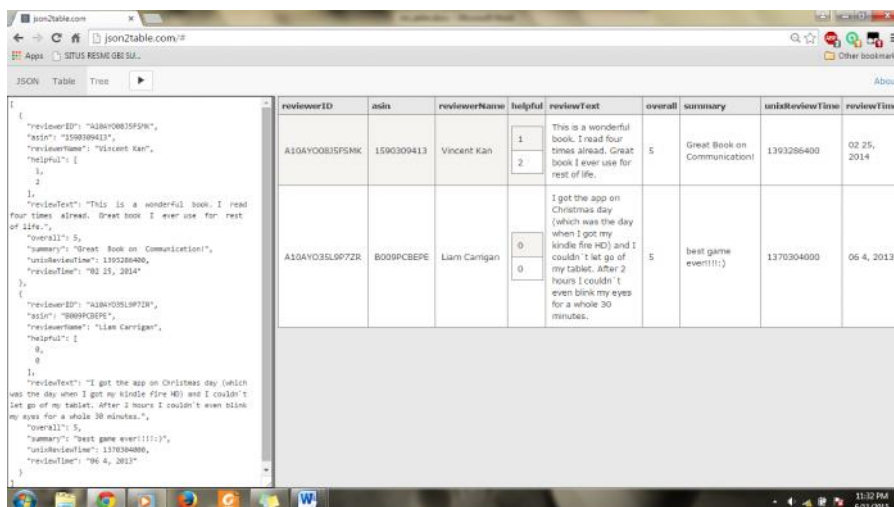 json2table.com
json2table.com/#
Apps SITUS RESMI GBI SU...
Other bookmark
JSON Table Tree
Abou
[
{
"reviewerID": "A10AYO08J5FSMK",
"asin": "1590309413",
"reviewerName": "Vincent Kan",
"helpful": [
1,
2
],
"reviewText": "This is a wonderful book. I read
four times alread. Great book I ever use for rest
of life.",
"overall": 5,
"summary": "Great Book on Communication!",
"unixReviewTime": 1393286400,
"reviewTime": "02 25, 2014"
},
{
"reviewerID": "A10AYO35L9P7ZR",
"asin": "B009PCBEPE",
"reviewerName": "Liam Carrigan",
"helpful": [
0,
0
],
"reviewText": "I got the app on Christmas day (which
was the day when I got my kindle fire HD) and I couldn`t
let go of my tablet. After 2 hours I couldn`t even blink
my eyes for a whole 30 minutes.",
"overall": 5,
"summary": "best game ever!!!!:)",
"unixReviewTime": 1370304000,
"reviewTime": "06 4, 2013"
}
]
reviewerID asin reviewerName helpful reviewText overall summary unixReviewTime reviewTime
A10AYO08J5FSMK 1590309413 Vincent Kan
1
2
This is a wonderful
book. I read four
times alread. Great
book I ever use for
rest of life.
5
Great Book on
Communication!
1393286400
02 25,
2014
A10AYO35L9P7ZR B009PCBEPE Liam Carrigan
0
0
I got the app on
Christmas day
(which was the day
when I got my
kindle fire HD) and I
couldn`t let go of
my tablet. After 2
hours I couldn`t
even blink my eyes
for a whole 30
minutes.
5
best game
ever!!!!:)
1370304000
06 4, 2013
11:32 PM